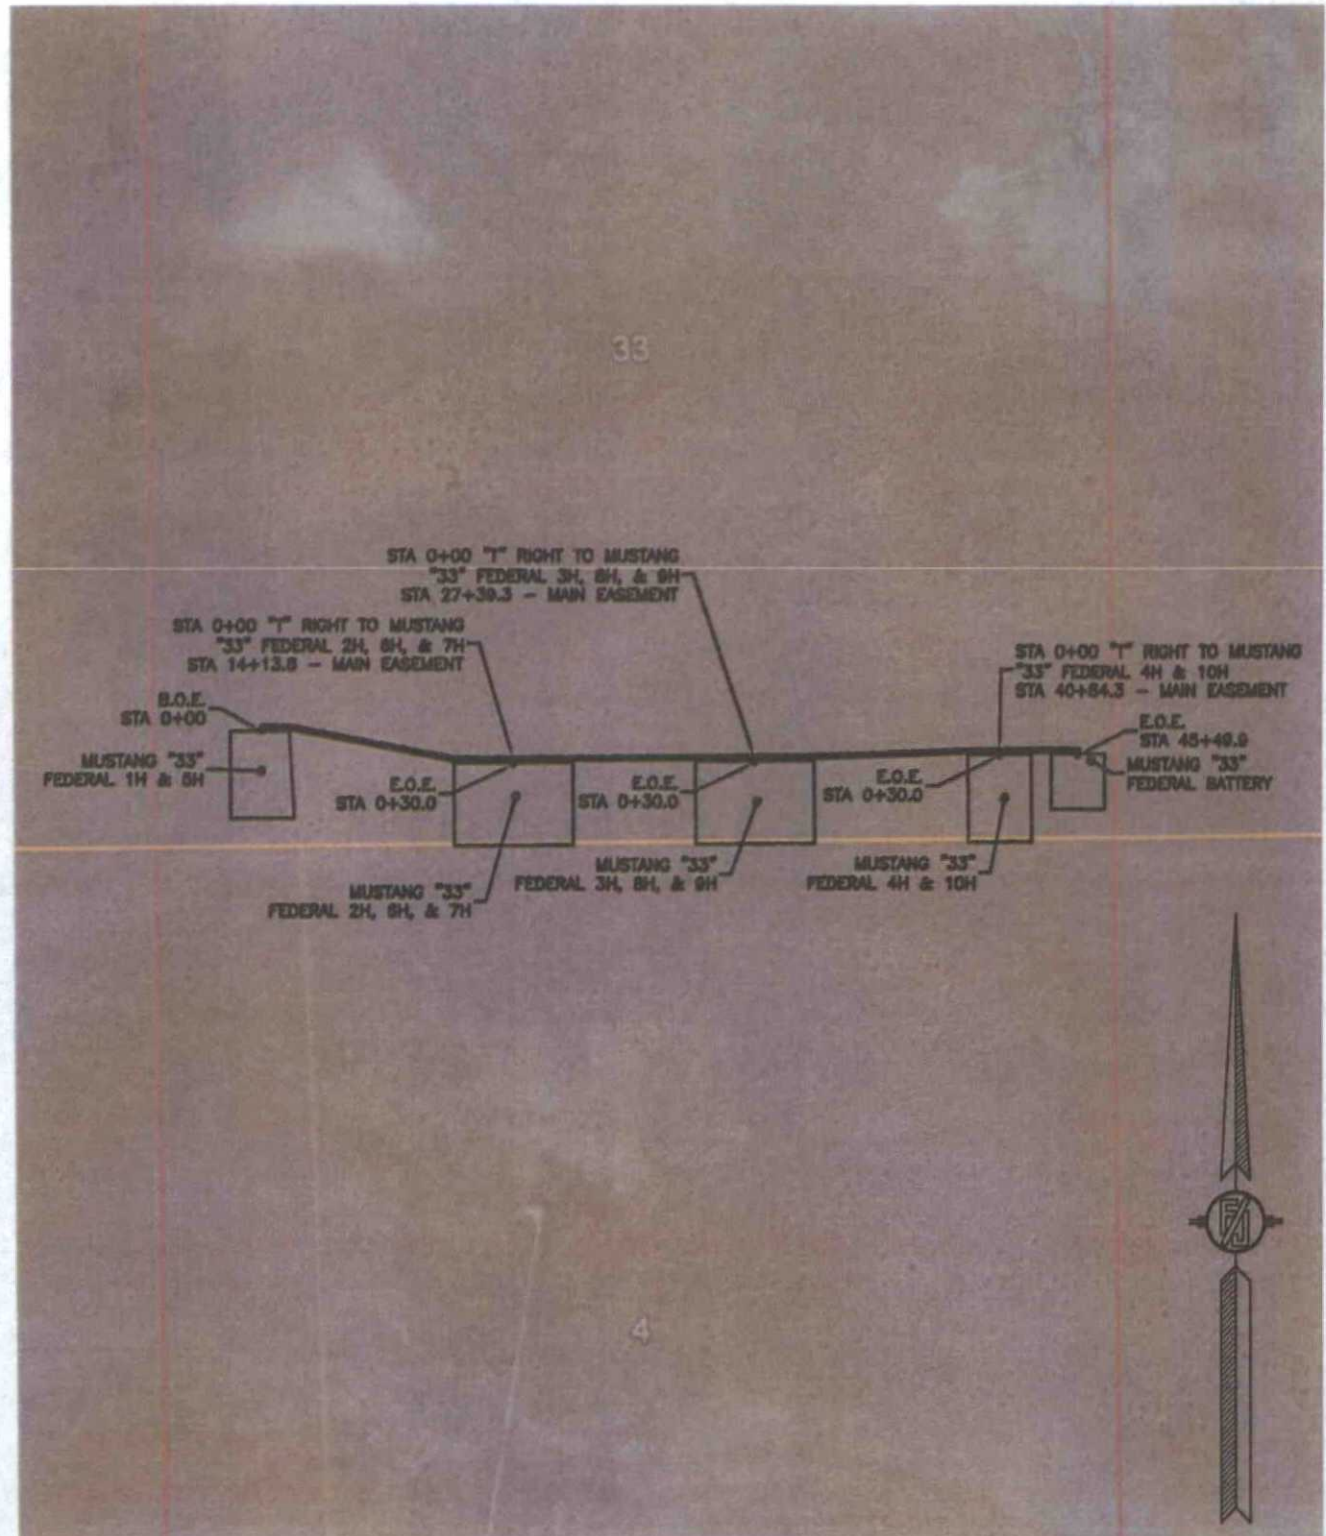 33
STA 0+00 "T" RIGHT TO MUSTANG
"33" FEDERAL 3H, 8H, & 9H
STA 27+39.3 - MAIN EASEMENT
STA 0+00 "T" RIGHT TO MUSTANG
"33" FEDERAL 2H, 6H, & 7H
STA 14+13.8 - MAIN EASEMENT
STA 0+00 "T" RIGHT TO MUSTANG
"33" FEDERAL 4H & 10H
STA 40+84.3 - MAIN EASEMENT
B.O.E.
STA 0+00
E.O.E.
STA 45+49.9
MUSTANG "33"
FEDERAL 1H & 5H
MUSTANG "33"
FEDERAL BATTERY
E.O.E.
STA 0+30.0
E.O.E.
STA 0+30.0
E.O.E.
STA 0+30.0
MUSTANG "33"
FEDERAL 2H, 6H, & 7H
MUSTANG "33"
FEDERAL 3H, 8H, & 9H
MUSTANG "33"
FEDERAL 4H & 10H
4